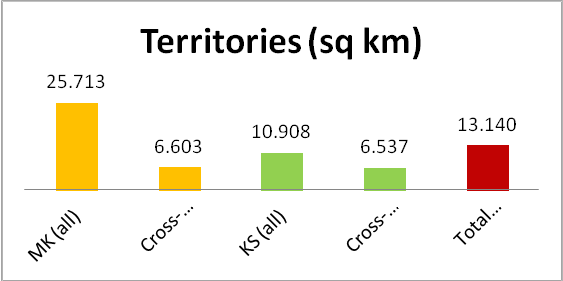 Territories (sq km)
25.713
6.603
10.908
6.537
13.140
MK (all)
Cross-...
KS (all)
Cross-...
Total...